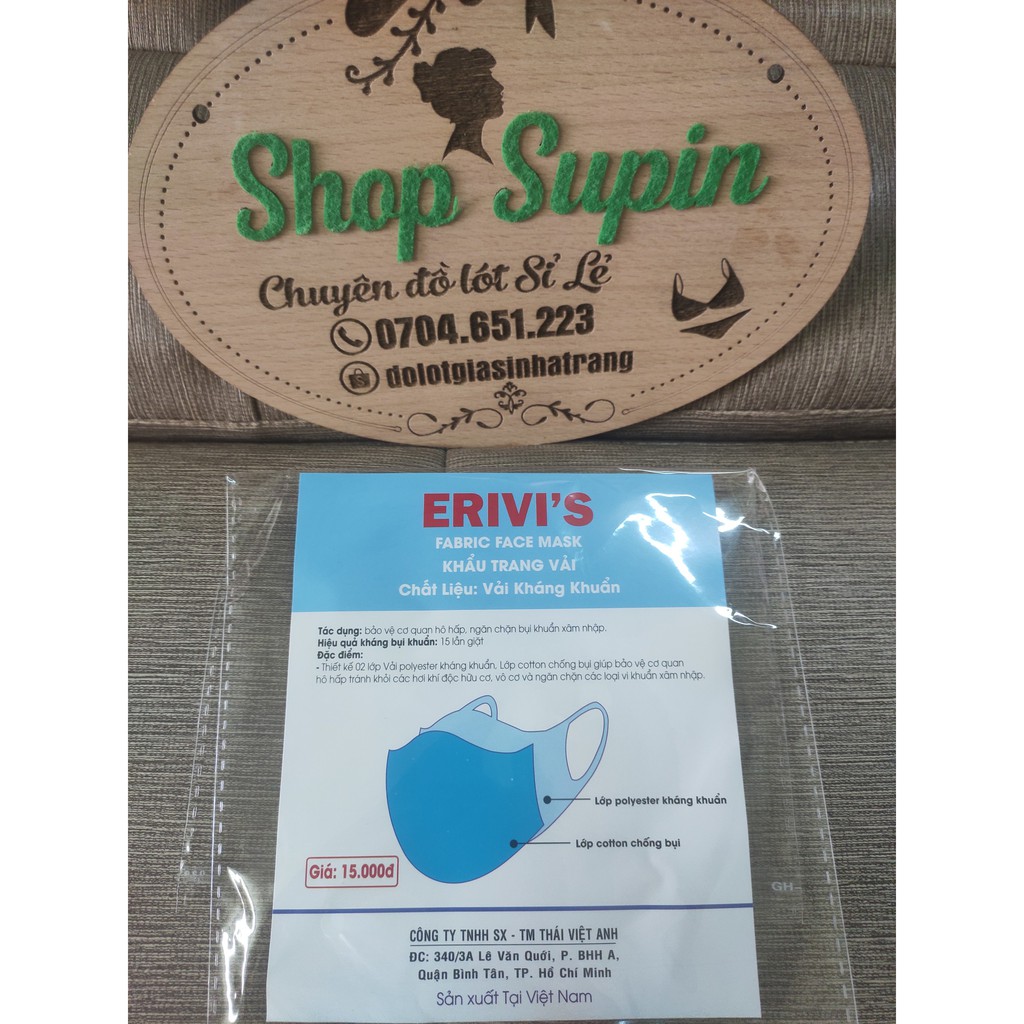 Shop Supin
Chuyên đồ lót Sỉ Lẻ
0704.651.223
dolotgiasinhatrang
ERIVI'S
FABRIC FACE MASK
KHẨU TRANG VẢI
Chất Liệu: Vải Kháng Khuẩn
Tác dụng: bảo vệ cơ quan hô hấp, ngăn chặn bụi khuẩn xâm nhập.
Hiệu quả kháng bụi khuẩn: 15 lần giặt
Đặc điểm:
- Thiết kế 02 lớp Vải polyester kháng khuẩn, Lớp cotton chống bụi giúp bảo vệ cơ quan
hô hấp tránh khỏi các hơi khí độc hữu cơ, vô cơ và ngăn chặn các loại vi khuẩn xâm nhập.
Lớp polyester kháng khuẩn
Lớp cotton chống bụi
Giá: 15.000đ
GH
CÔNG TY TNHH SX - TM THÁI VIỆT ANH
ĐC: 340/3A Lê Văn Quới, P. BHH A,
Quận Bình Tân, TP. Hồ Chí Minh
Sản xuất Tại Việt Nam